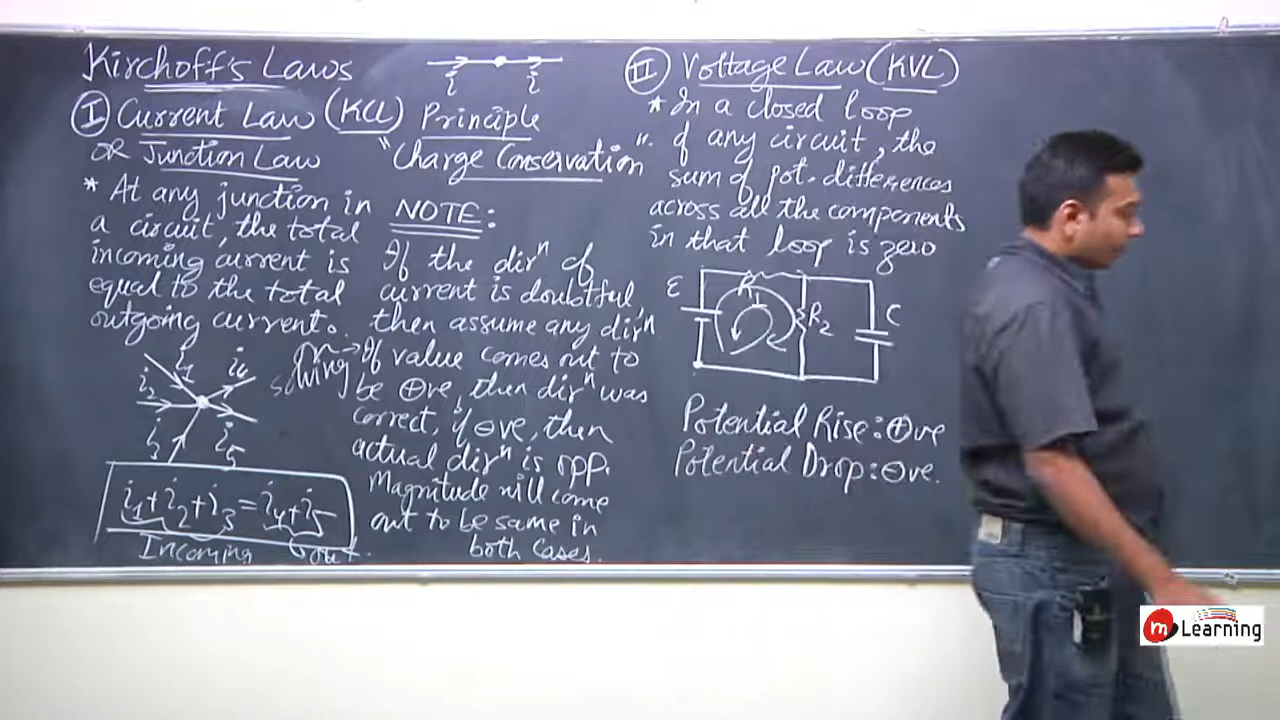 Kirchoff's Laws
i i
I Current Law (KCL)
OR Junction Law
* At any junction in
a circuit, the total
incoming current is
equal to the total
outgoing current.
i1 i4
i2
i3 i5
i1+i2+i3=i4+i5
Incoming out
Principle
"Charge Conservation".
NOTE:
If the dirn of
current is doubtful,
then assume any dirn.
On solving → If value comes out to
be ⊕ve, then dirn was
correct, if ⊖ve, then
actual dirn is opp.
Magnitude will come
out to be same in
both cases.
II Voltage Law (KVL)
* In a closed loop
of any circuit, the
sum of pot. differences
across all the components
in that loop is zero
ε R1 R2 C
Potential Rise: ⊕ve
Potential Drop: ⊖ve.
m Learning